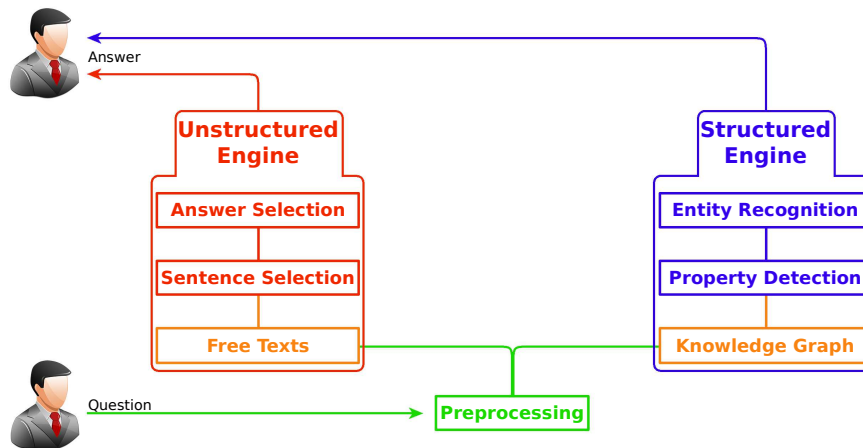 Answer
Unstructured
Engine
Answer Selection
Sentence Selection
Free Texts
Structured
Engine
Entity Recognition
Property Detection
Knowledge Graph
Question
Preprocessing